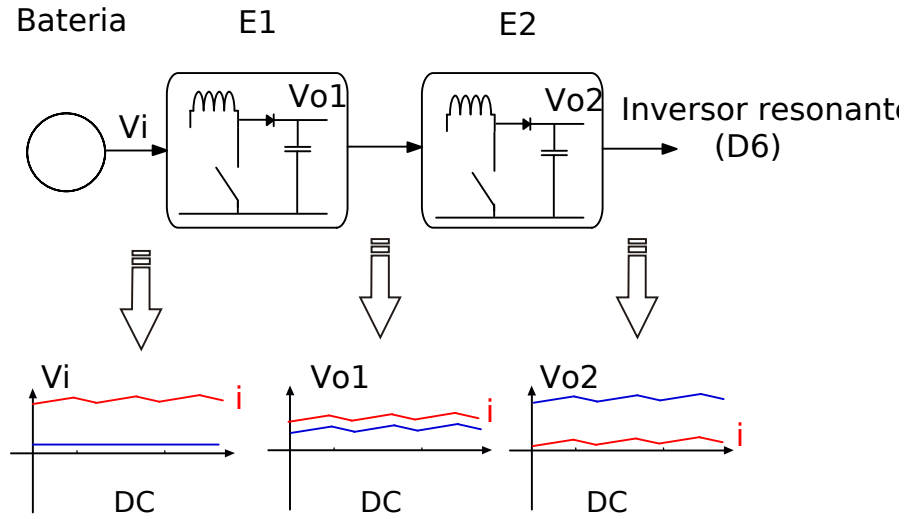 Bateria
E1
E2
Vi
Vo1
Vo2
Inversor resonante
(D6)
Vi
i
Vo1
i
Vo2
i
DC
DC
DC